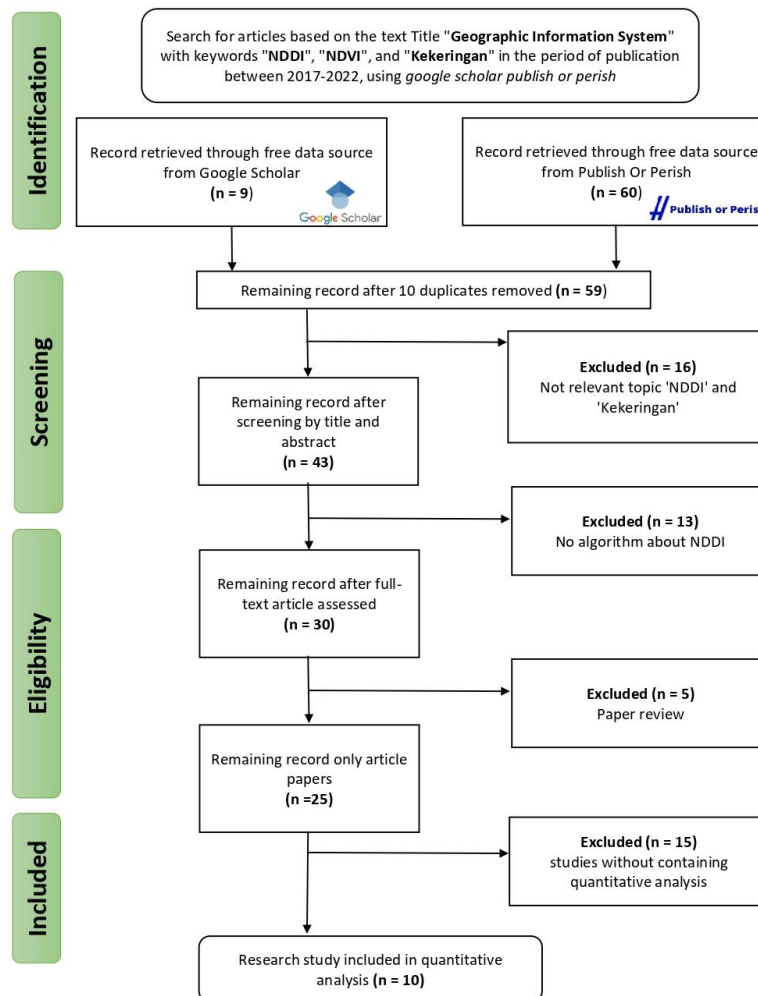 Identification
Search for articles based on the text Title "Geographic Information System"
with keywords "NDDI", "NDVI", and "Kekeringan" in the period of publication
between 2017-2022, using google scholar publish or perish
Record retrieved through free data source
from Google Scholar
(n = 9)
Google Scholar
Record retrieved through free data source
from Publish Or Perish
(n = 60)
Publish or Peris
Remaining record after 10 duplicates removed (n = 59)
Screening
Excluded (n = 16)
Not relevant topic 'NDDI' and
'Kekeringan'
Remaining record after
screening by title and
abstract
(n = 43)
Excluded (n = 13)
No algorithm about NDDI
Eligibility
Remaining record after full-
text article assessed
(n = 30)
Excluded (n = 5)
Paper review
Remaining record only article
papers
(n =25)
Included
Excluded (n = 15)
studies without containing
quantitative analysis
Research study included in quantitative
analysis (n = 10)